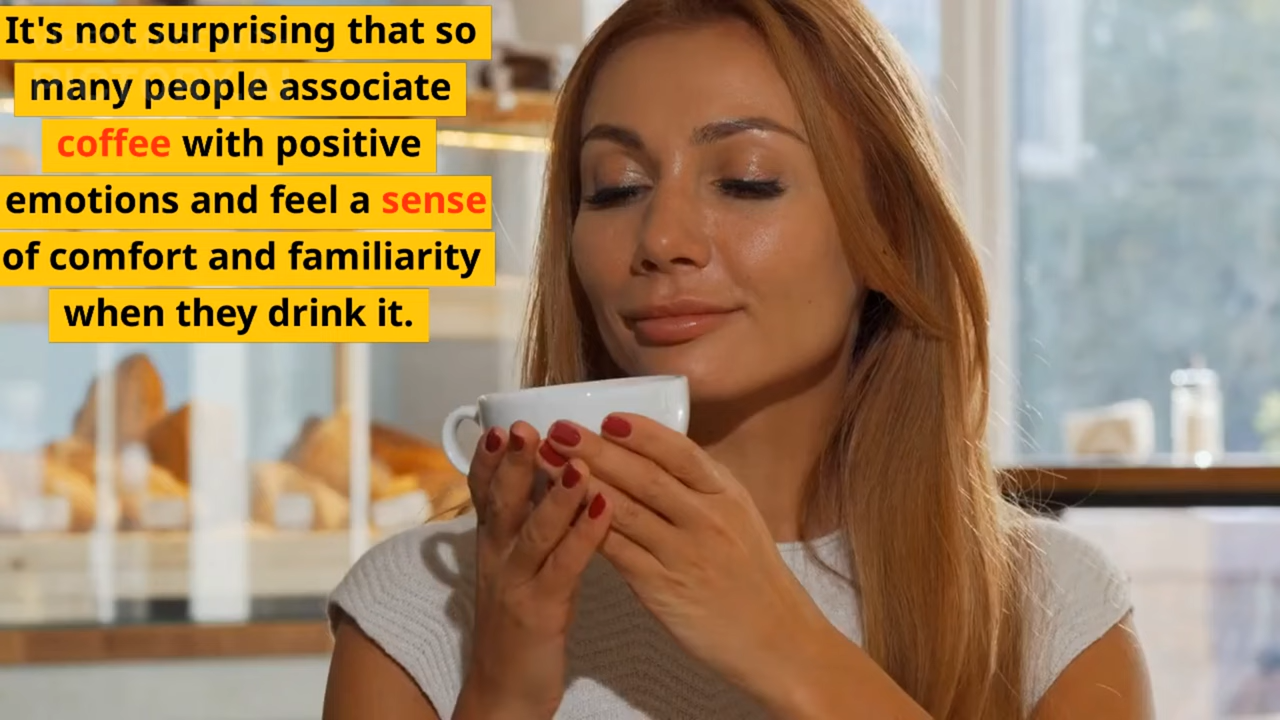 It's not surprising that so
many people associate
coffee with positive
emotions and feel a sense
of comfort and familiarity
when they drink it.